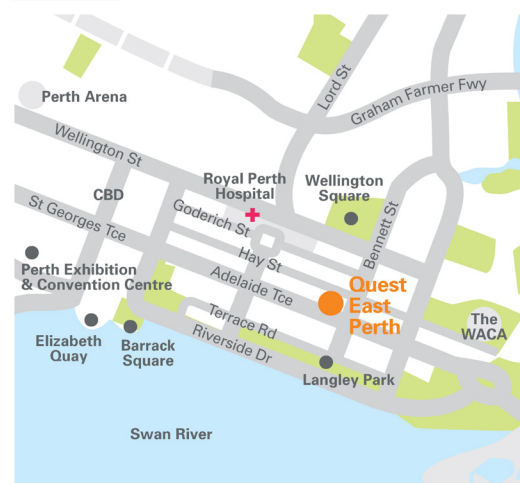 Perth Arena
Lord St
Graham Farmer Fwy
Wellington St
Royal Perth
Hospital
Wellington
Square
CBD
St Georges Tce
Goderich St
Bennett St
Hay St
Perth Exhibition
& Convention Centre
Adelaide Tce
Quest
East
Perth
Terrace Rd
Riverside Dr
The
WACA
Elizabeth
Quay
Barrack
Square
Langley Park
Swan River